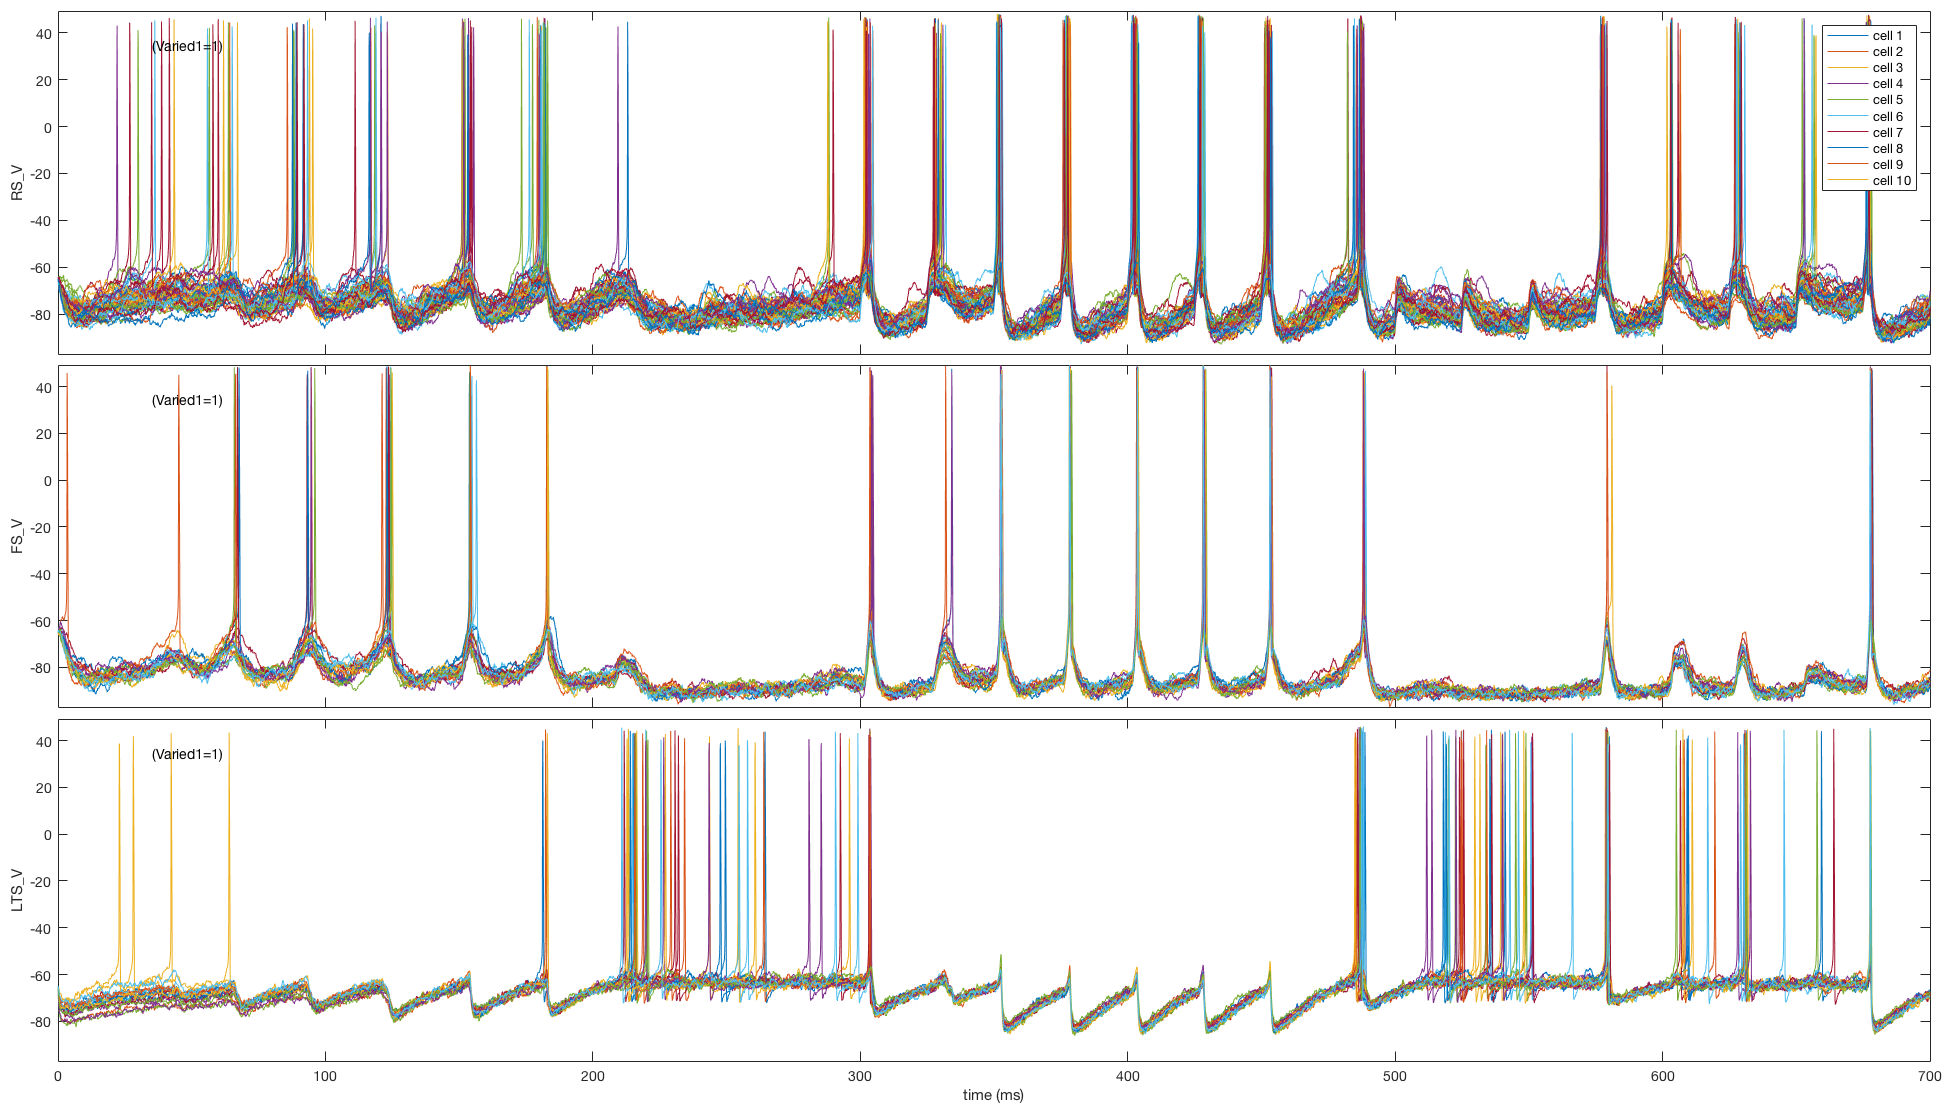 40
20
0
-20
-40
-60
-80
RS_V
(Varied1=1)
cell 1
cell 2
cell 3
cell 4
cell 5
cell 6
cell 7
cell 8
cell 9
cell 10
40
20
0
-20
-40
-60
-80
FS_V
(Varied1=1)
40
20
0
-20
-40
-60
-80
LTS_V
(Varied1=1)
0 100 200 300 400 500 600 700
time (ms)